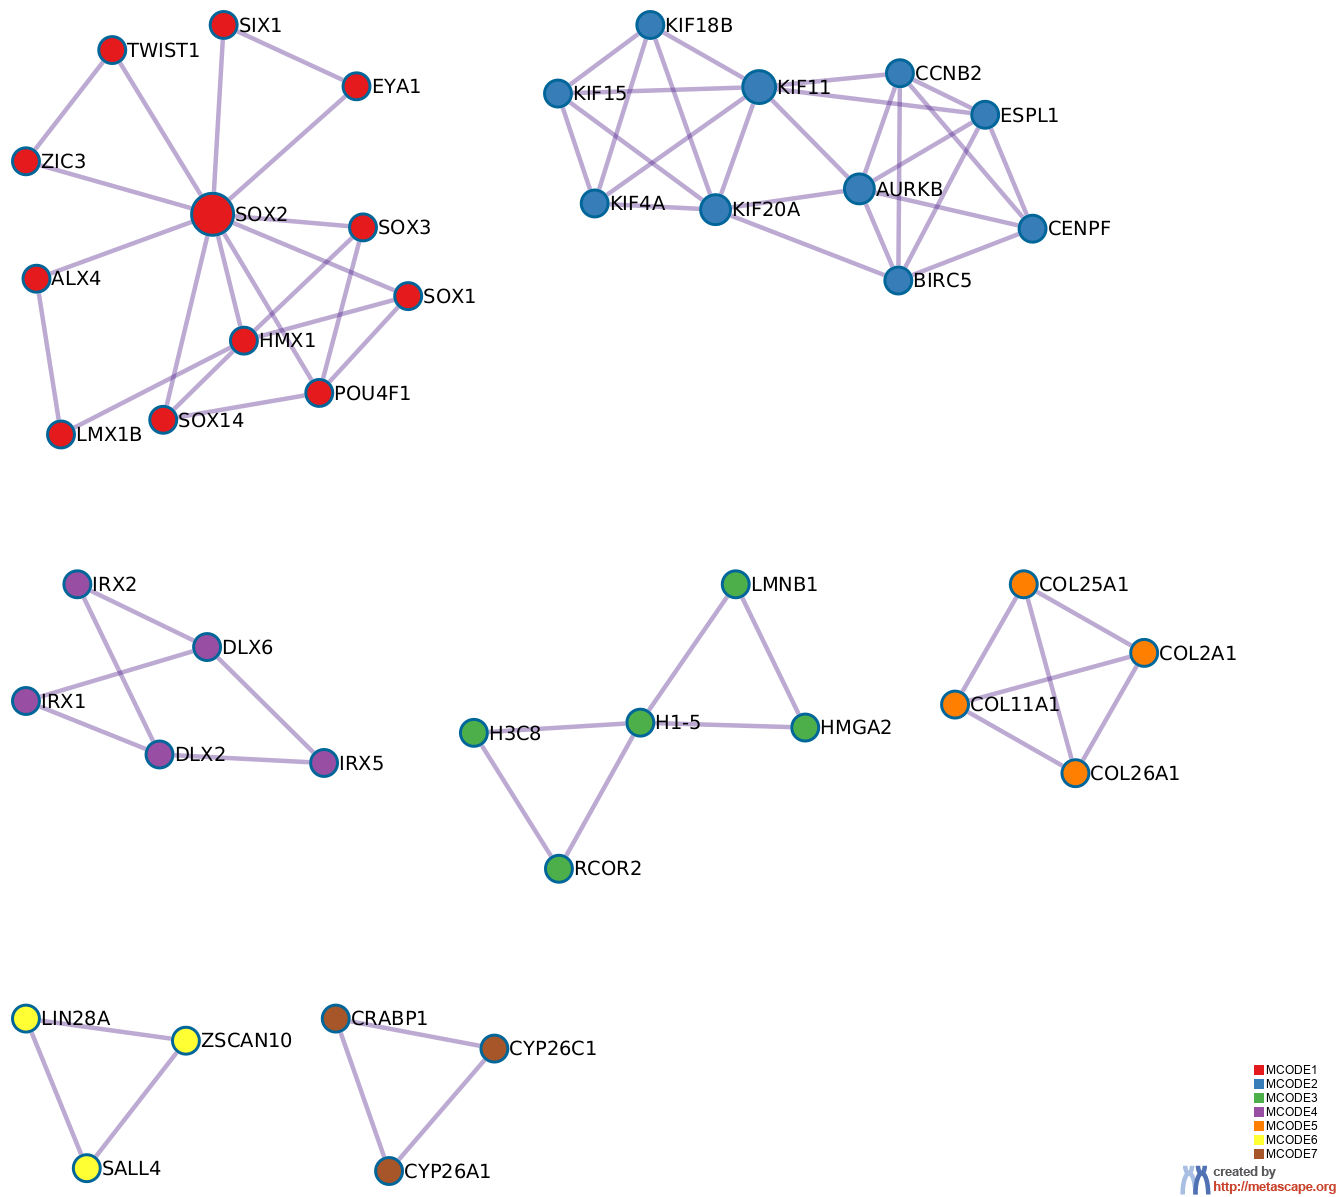 SIX1
TWIST1
EYA1
ZIC3
SOX2
SOX3
ALX4
SOX1
HMX1
POU4F1
SOX14
LMX1B
KIF18B
CCNB2
KIF15
KIF11
ESPL1
AURKB
KIF4A
KIF20A
CENPF
BIRC5
IRX2
DLX6
IRX1
DLX2
IRX5
LMNB1
H3C8
H1-5
HMGA2
RCOR2
COL25A1
COL2A1
COL11A1
COL26A1
LIN28A
ZSCAN10
SALL4
CRABP1
CYP26C1
CYP26A1
MCODE1
MCODE2
MCODE3
MCODE4
MCODE5
MCODE6
MCODE7
created by
http://metascape.org